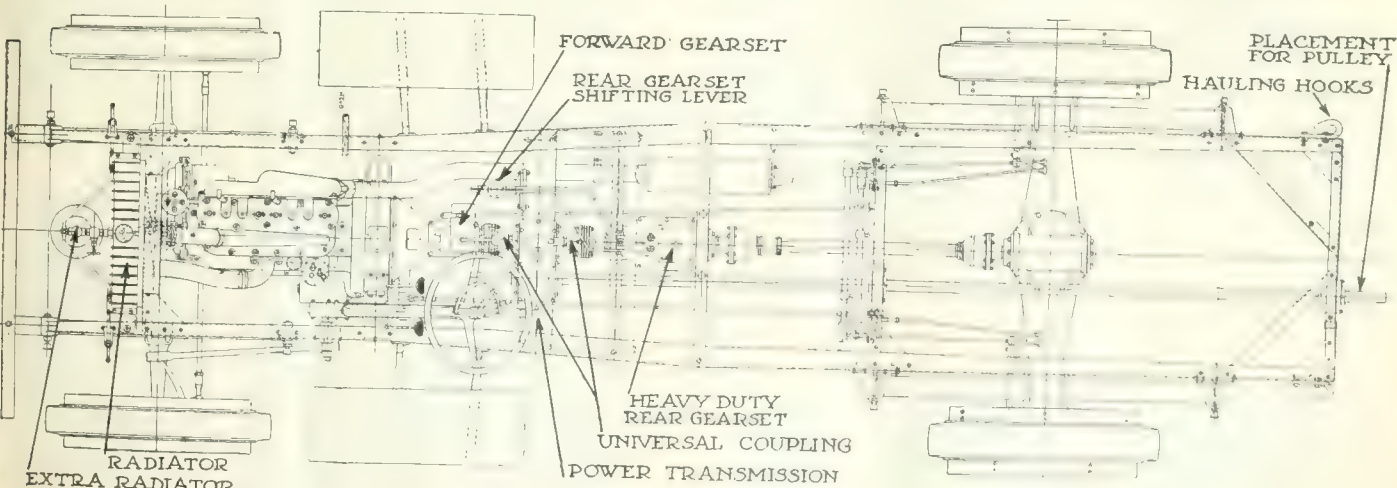 FORWARD GEARSET
REAR GEARSET
SHIFTING LEVER
PLACEMENT
FOR PULLEY
HAULING HOOKS
HEAVY DUTY
REAR GEARSET
UNIVERSAL COUPLING
POWER TRANSMISSION
RADIATOR
EXTRA RADIATOR